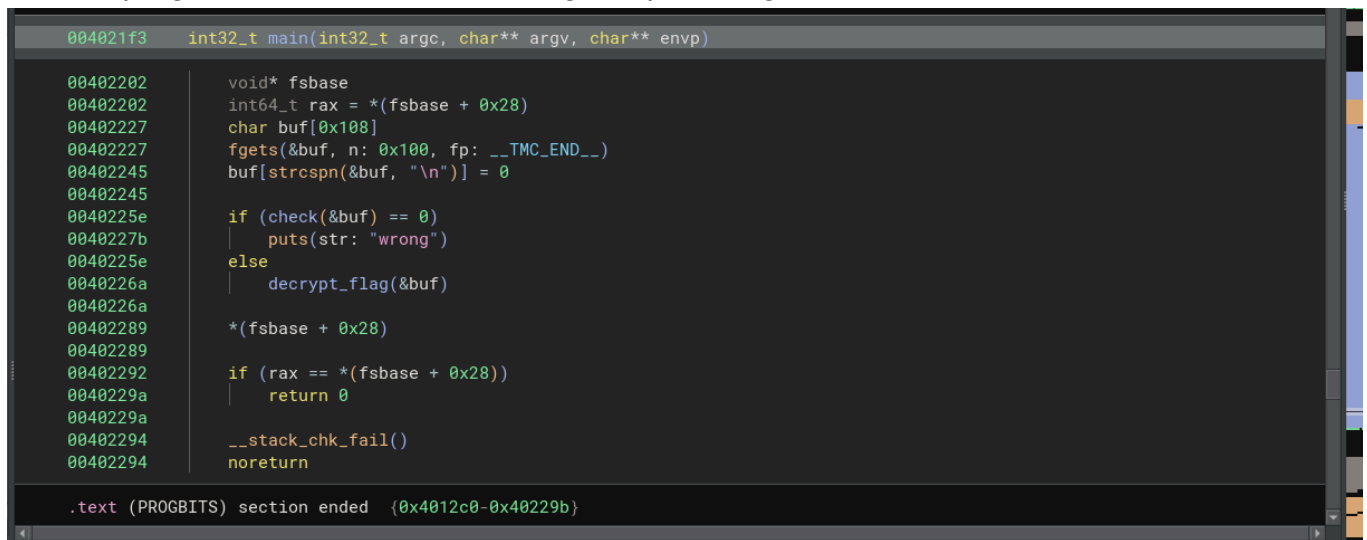 004021f3 int32_t main(int32_t argc, char** argv, char** envp)
00402202 void* fsbase
00402202 int64_t rax = *(fsbase + 0x28)
00402227 char buf[0x108]
00402227 fgets(&buf, n: 0x100, fp: __TMC_END__)
00402245 buf[strcspn(&buf, "\n")] = 0
00402245
0040225e if (check(&buf) == 0)
0040227b puts(str: "wrong")
0040225e else
0040226a decrypt_flag(&buf)
0040226a
00402289 *(fsbase + 0x28)
00402289
00402292 if (rax == *(fsbase + 0x28))
0040229a return 0
0040229a
00402294 __stack_chk_fail()
00402294 noreturn
.text (PROGBITS) section ended {0x4012c0-0x40229b}